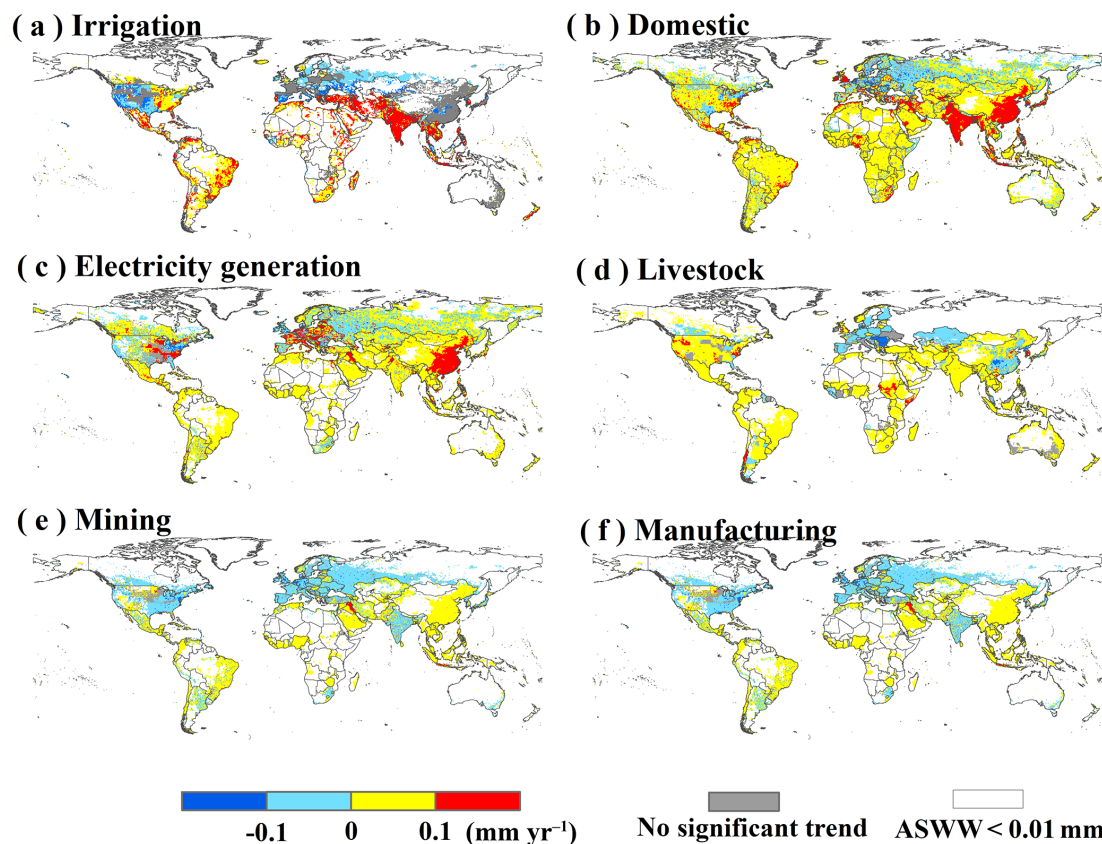 ( a ) Irrigation
( b ) Domestic
( c ) Electricity generation
( d ) Livestock
( e ) Mining
( f ) Manufacturing
-0.1 0 0.1 (mm yr⁻¹)
No significant trend
ASWW < 0.01 mm